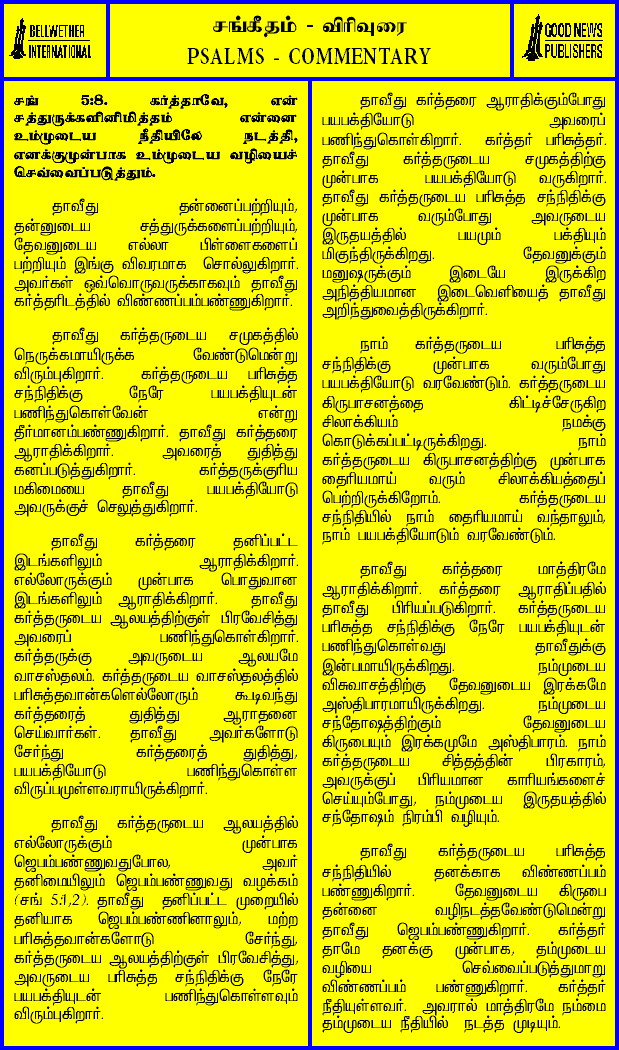 BELLWETHER
INTERNATIONAL
சங்கீதம் - விரிவுரை
PSALMS - COMMENTARY
GOOD NEWS
PUBLISHERS
சங் 5:8. கர்த்தாவே, என்
சத்துருக்களினிமித்தம் என்னை
உம்முடைய நீதியிலே நடத்தி,
எனக்குமுன்பாக உம்முடைய வழியைச்
செவ்வைப்படுத்தும்.
தாவீது தன்னைப்பற்றியும்,
தன்னுடைய சத்துருக்களைப்பற்றியும்,
தேவனுடைய எல்லா பிள்ளைகளைப்
பற்றியும் இங்கு விவரமாக சொல்லுகிறார்.
அவர்கள் ஒவ்வொருவருக்காகவும் தாவீது
கர்த்தரிடத்தில் விண்ணப்பம்பண்ணுகிறார்.
தாவீது கர்த்தருடைய சமுகத்தில்
நெருக்கமாயிருக்க வேண்டுமென்று
விரும்புகிறார். கர்த்தருடைய பரிசுத்த
சந்நிதிக்கு நேரே பயபக்தியுடன்
பணிந்துகொள்வேன் என்று
தீர்மானம்பண்ணுகிறார். தாவீது கர்த்தரை
ஆராதிக்கிறார். அவரைத் துதித்து
கனப்படுத்துகிறார். கர்த்தருக்குரிய
மகிமையை தாவீது பயபக்தியோடு
அவருக்குச் செலுத்துகிறார்.
தாவீது கர்த்தரை தனிப்பட்ட
இடங்களிலும் ஆராதிக்கிறார்.
எல்லோருக்கும் முன்பாக பொதுவான
இடங்களிலும் ஆராதிக்கிறார். தாவீது
கர்த்தருடைய ஆலயத்திற்குள் பிரவேசித்து
அவரைப் பணிந்துகொள்கிறார்.
கர்த்தருக்கு அவருடைய ஆலயமே
வாசஸ்தலம். கர்த்தருடைய வாசஸ்தலத்தில்
பரிசுத்தவான்களெல்லோரும் கூடிவந்து
கர்த்தரைத் துதித்து ஆராதனை
செய்வார்கள். தாவீது அவர்களோடு
சேர்ந்து கர்த்தரைத் துதித்து,
பயபக்தியோடு பணிந்துகொள்ள
விருப்பமுள்ளவராயிருக்கிறார்.
தாவீது கர்த்தருடைய ஆலயத்தில்
எல்லோருக்கும் முன்பாக
ஜெபம்பண்ணுவதுபோல, அவர்
தனிமையிலும் ஜெபம்பண்ணுவது வழக்கம்
(சங் 5:1,2). தாவீது தனிப்பட்ட முறையில்
தனியாக ஜெபம்பண்ணினாலும், மற்ற
பரிசுத்தவான்களோடு சேர்ந்து,
கர்த்தருடைய ஆலயத்திற்குள் பிரவேசித்து,
அவருடைய பரிசுத்த சந்நிதிக்கு நேரே
பயபக்தியுடன் பணிந்துகொள்ளவும்
விரும்புகிறார்.
தாவீது கர்த்தரை ஆராதிக்கும்போது
பயபக்தியோடு அவரைப்
பணிந்துகொள்கிறார். கர்த்தர் பரிசுத்தர்.
தாவீது கர்த்தருடைய சமுகத்திற்கு
முன்பாக பயபக்தியோடு வருகிறார்.
தாவீது கர்த்தருடைய பரிசுத்த சந்நிதிக்கு
முன்பாக வரும்போது அவருடைய
இருதயத்தில் பயமும் பக்தியும்
மிகுந்திருக்கிறது. தேவனுக்கும்
மனுஷருக்கும் இடையே இருக்கிற
அநித்தியமான இடைவெளியைத் தாவீது
அறிந்துவைத்திருக்கிறார்.
நாம் கர்த்தருடைய பரிசுத்த
சந்நிதிக்கு முன்பாக வரும்போது
பயபக்தியோடு வரவேண்டும். கர்த்தருடைய
கிருபாசனத்தை கிட்டிச்சேருகிற
சிலாக்கியம் நமக்கு
கொடுக்கப்பட்டிருக்கிறது. நாம்
கர்த்தருடைய கிருபாசனத்திற்கு முன்பாக
தைரியமாய் வரும் சிலாக்கியத்தைப்
பெற்றிருக்கிறோம். கர்த்தருடைய
சந்நிதியில் நாம் தைரியமாய் வந்தாலும்,
நாம் பயபக்தியோடும் வரவேண்டும்.
தாவீது கர்த்தரை மாத்திரமே
ஆராதிக்கிறார். கர்த்தரை ஆராதிப்பதில்
தாவீது பிரியப்படுகிறார். கர்த்தருடைய
பரிசுத்த சந்நிதிக்கு நேரே பயபக்தியுடன்
பணிந்துகொள்வது தாவீதுக்கு
இன்பமாயிருக்கிறது. நம்முடைய
விசுவாசத்திற்கு தேவனுடைய இரக்கமே
அஸ்திபாரமாயிருக்கிறது. நம்முடைய
சந்தோஷத்திற்கும் தேவனுடைய
கிருபையும் இரக்கமுமே அஸ்திபாரம். நாம்
கர்த்தருடைய சித்தத்தின் பிரகாரம்,
அவருக்குப் பிரியமான காரியங்களைச்
செய்யும்போது, நம்முடைய இருதயத்தில்
சந்தோஷம் நிரம்பி வழியும்.
தாவீது கர்த்தருடைய பரிசுத்த
சந்நிதியில் தனக்காக விண்ணப்பம்
பண்ணுகிறார். தேவனுடைய கிருபை
தன்னை வழிநடத்தவேண்டுமென்று
தாவீது ஜெபம்பண்ணுகிறார். கர்த்தர்
தாமே தனக்கு முன்பாக, தம்முடைய
வழியை செவ்வைப்படுத்துமாறு
விண்ணப்பம் பண்ணுகிறார். கர்த்தர்
நீதியுள்ளவர். அவரால் மாத்திரமே நம்மை
தம்முடைய நீதியில் நடத்த முடியும்.